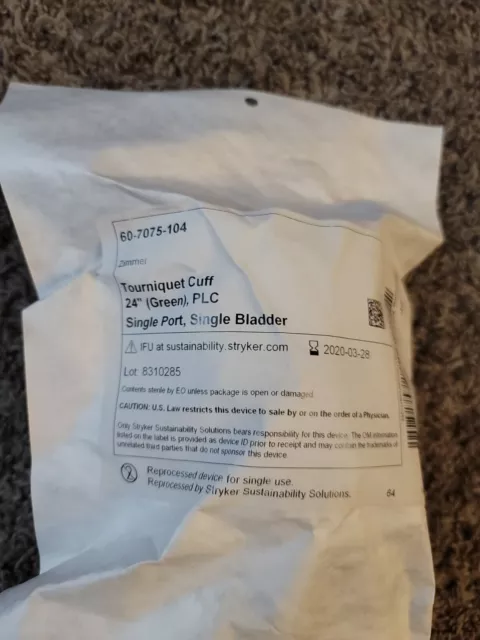 60-7075-104
Zimmer
Tourniquet Cuff
24" (Green), PLC
Single Port, Single Bladder
IFU at sustainability.stryker.com
2020-03-28
Lot: 8310285
Contents sterile by EO unless package is open or damaged.
CAUTION: U.S. Law restricts this device to sale by or on the order of a Physician.
Only Stryker Sustainability Solutions bears responsibility for this device. The OM information
listed on the label is provided as device ID prior to receipt and may contain the trademarks of
unrelated third parties that do not sponsor this device.
Reprocessed device for single use.
Reprocessed by Stryker Sustainability Solutions.
64